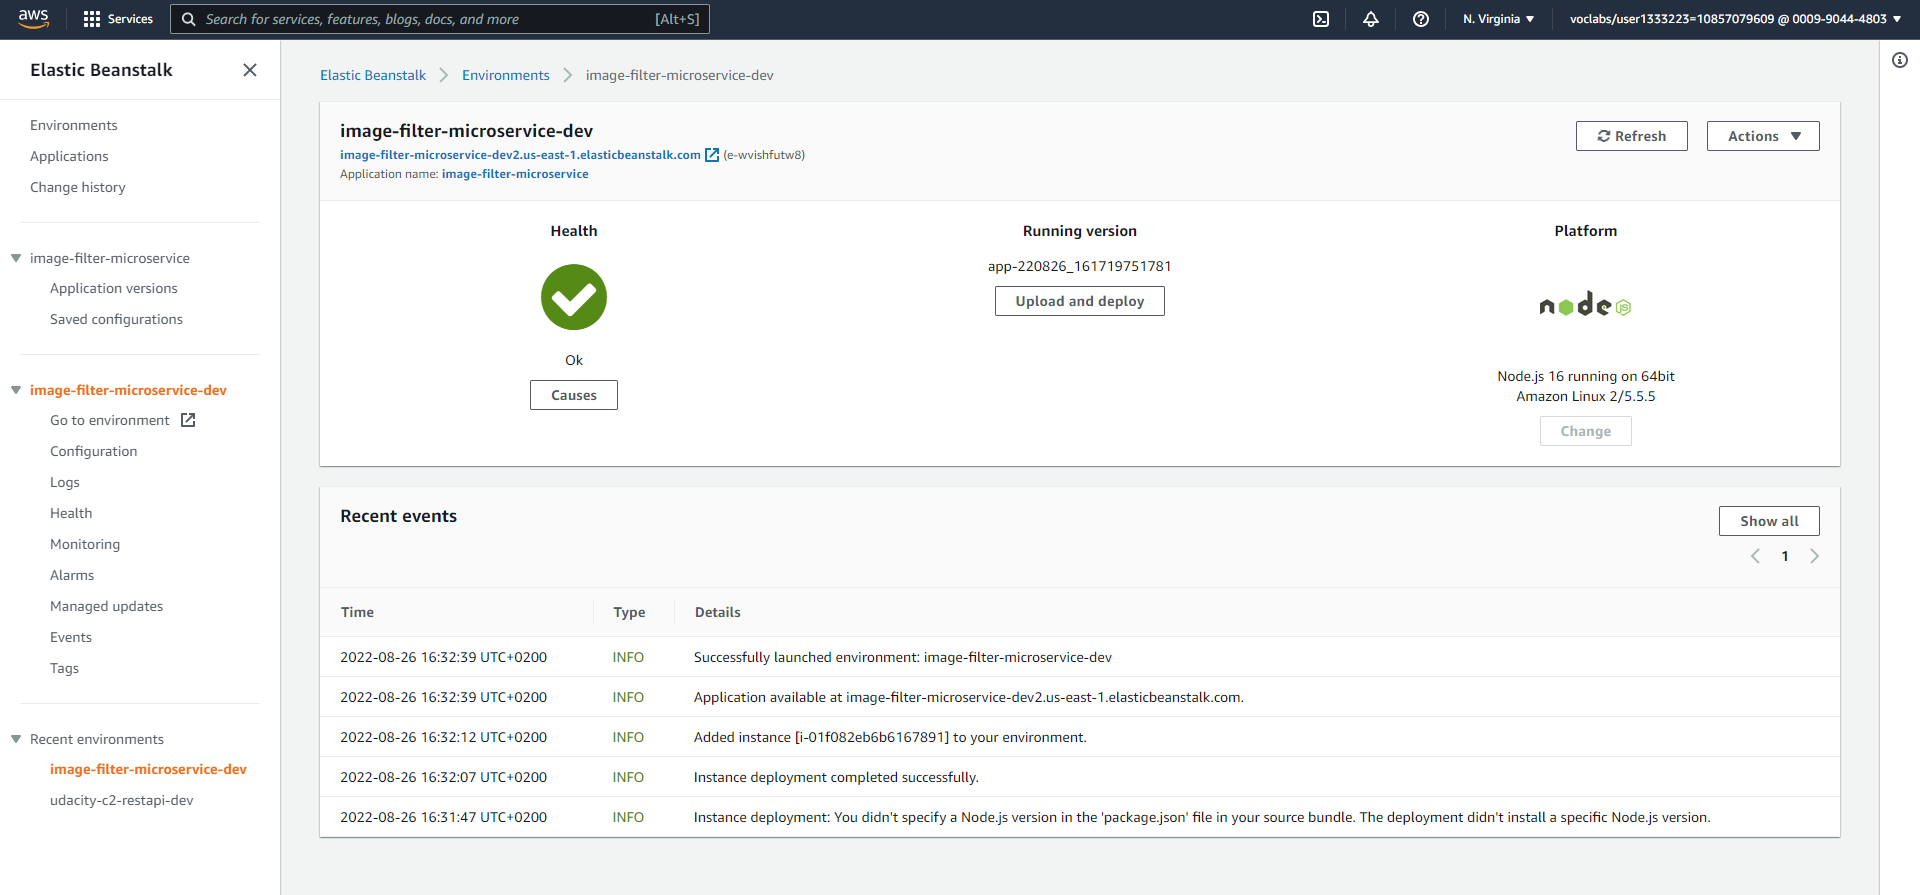 aws
Services
Search for services, features, blogs, docs, and more
[Alt+S]
N. Virginia
voclabs/user1333223=10857079609 @ 0009-9044-4803
Elastic Beanstalk
Environments
Applications
Change history
image-filter-microservice
Application versions
Saved configurations
image-filter-microservice-dev
Go to environment
Configuration
Logs
Health
Monitoring
Alarms
Managed updates
Events
Tags
Recent environments
image-filter-microservice-dev
udacity-c2-restapi-dev
Elastic Beanstalk
Environments
image-filter-microservice-dev
image-filter-microservice-dev
image-filter-microservice-dev2.us-east-1.elasticbeanstalk.com (e-wvishfutw8)
Application name: image-filter-microservice
Refresh
Actions
Health
Ok
Causes
Running version
app-220826_161719751781
Upload and deploy
Platform
node JS
Node.js 16 running on 64bit
Amazon Linux 2/5.5.5
Change
Recent events
Show all
1
Time Type Details
2022-08-26 16:32:39 UTC+0200 INFO Successfully launched environment: image-filter-microservice-dev
2022-08-26 16:32:39 UTC+0200 INFO Application available at image-filter-microservice-dev2.us-east-1.elasticbeanstalk.com.
2022-08-26 16:32:12 UTC+0200 INFO Added instance [i-01f082eb6b6167891] to your environment.
2022-08-26 16:32:07 UTC+0200 INFO Instance deployment completed successfully.
2022-08-26 16:31:47 UTC+0200 INFO Instance deployment: You didn't specify a Node.js version in the 'package.json' file in your source bundle. The deployment didn't install a specific Node.js version.